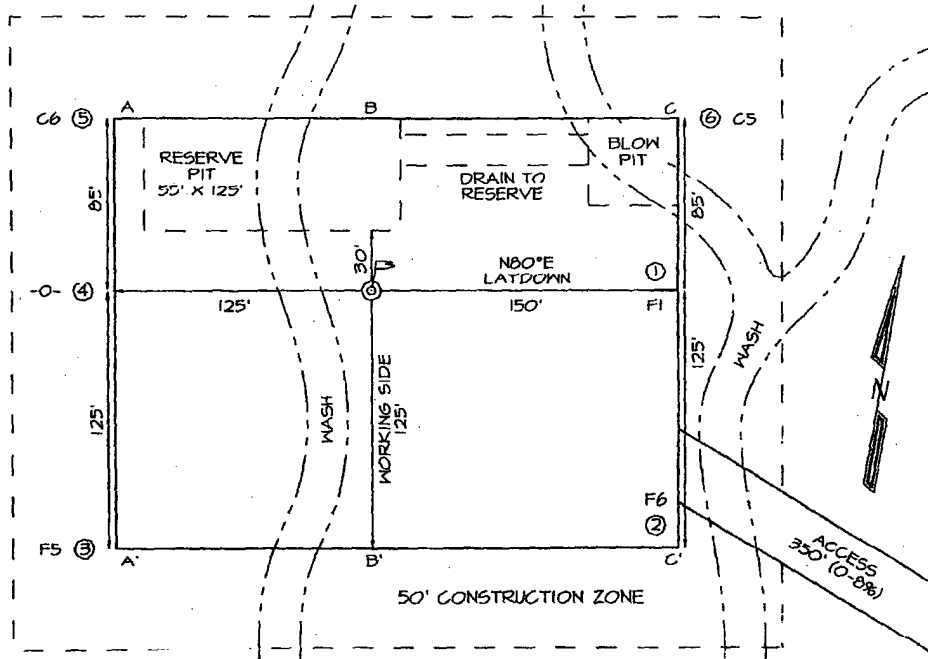 A
B
C
C6 ⑤
⑥ C5
RESERVE
PIT
55' X 125'
BLOW
PIT
DRAIN TO
RESERVE
85'
85'
30'
N80°E
LAYDOWN
①
-0- ④
125'
150'
F1
WASH
WASH
N
125'
WORKING SIDE
125'
125'
F6
②
F5 ③
A'
B'
C'
ACCESS
350' (0-8%)
50' CONSTRUCTION ZONE